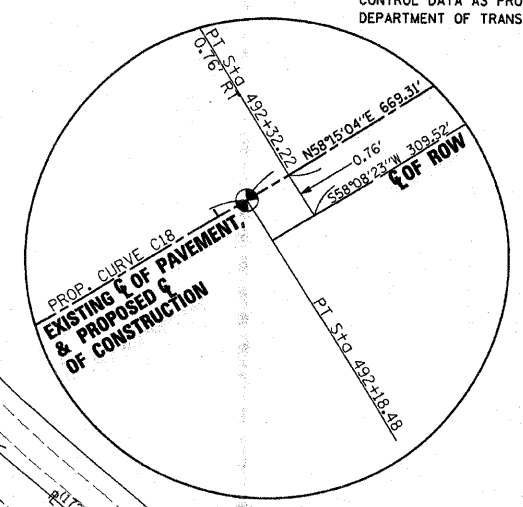 CONTROL DATA AS PRO
DEPARTMENT OF TRANS
PT Sta 492+32.22
0.76' RT
N58°15'04"E 669.31'
0.76'
S58°08'23"W 309.52'
℄ OF ROW
PROP. CURVE C18
EXISTING ℄ OF PAVEMENT,
& PROPOSED ℄
OF CONSTRUCTION
PT Sta 492+18.48